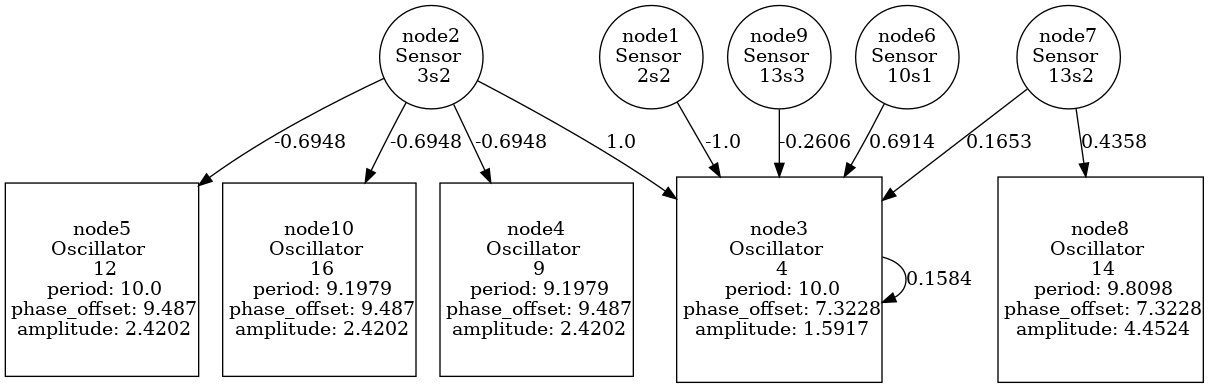 node2
Sensor
3s2
node1
Sensor
2s2
node9
Sensor
13s3
node6
Sensor
10s1
node7
Sensor
13s2
-0.6948
-0.6948
-0.6948
1.0
-1.0
-0.2606
0.6914
0.1653
0.4358
node5
Oscillator
12
period: 10.0
phase_offset: 9.487
amplitude: 2.4202
node10
Oscillator
16
period: 9.1979
phase_offset: 9.487
amplitude: 2.4202
node4
Oscillator
9
period: 9.1979
phase_offset: 9.487
amplitude: 2.4202
node3
Oscillator
4
period: 10.0
phase_offset: 7.3228
amplitude: 1.5917
0.1584
node8
Oscillator
14
period: 9.8098
phase_offset: 7.3228
amplitude: 4.4524